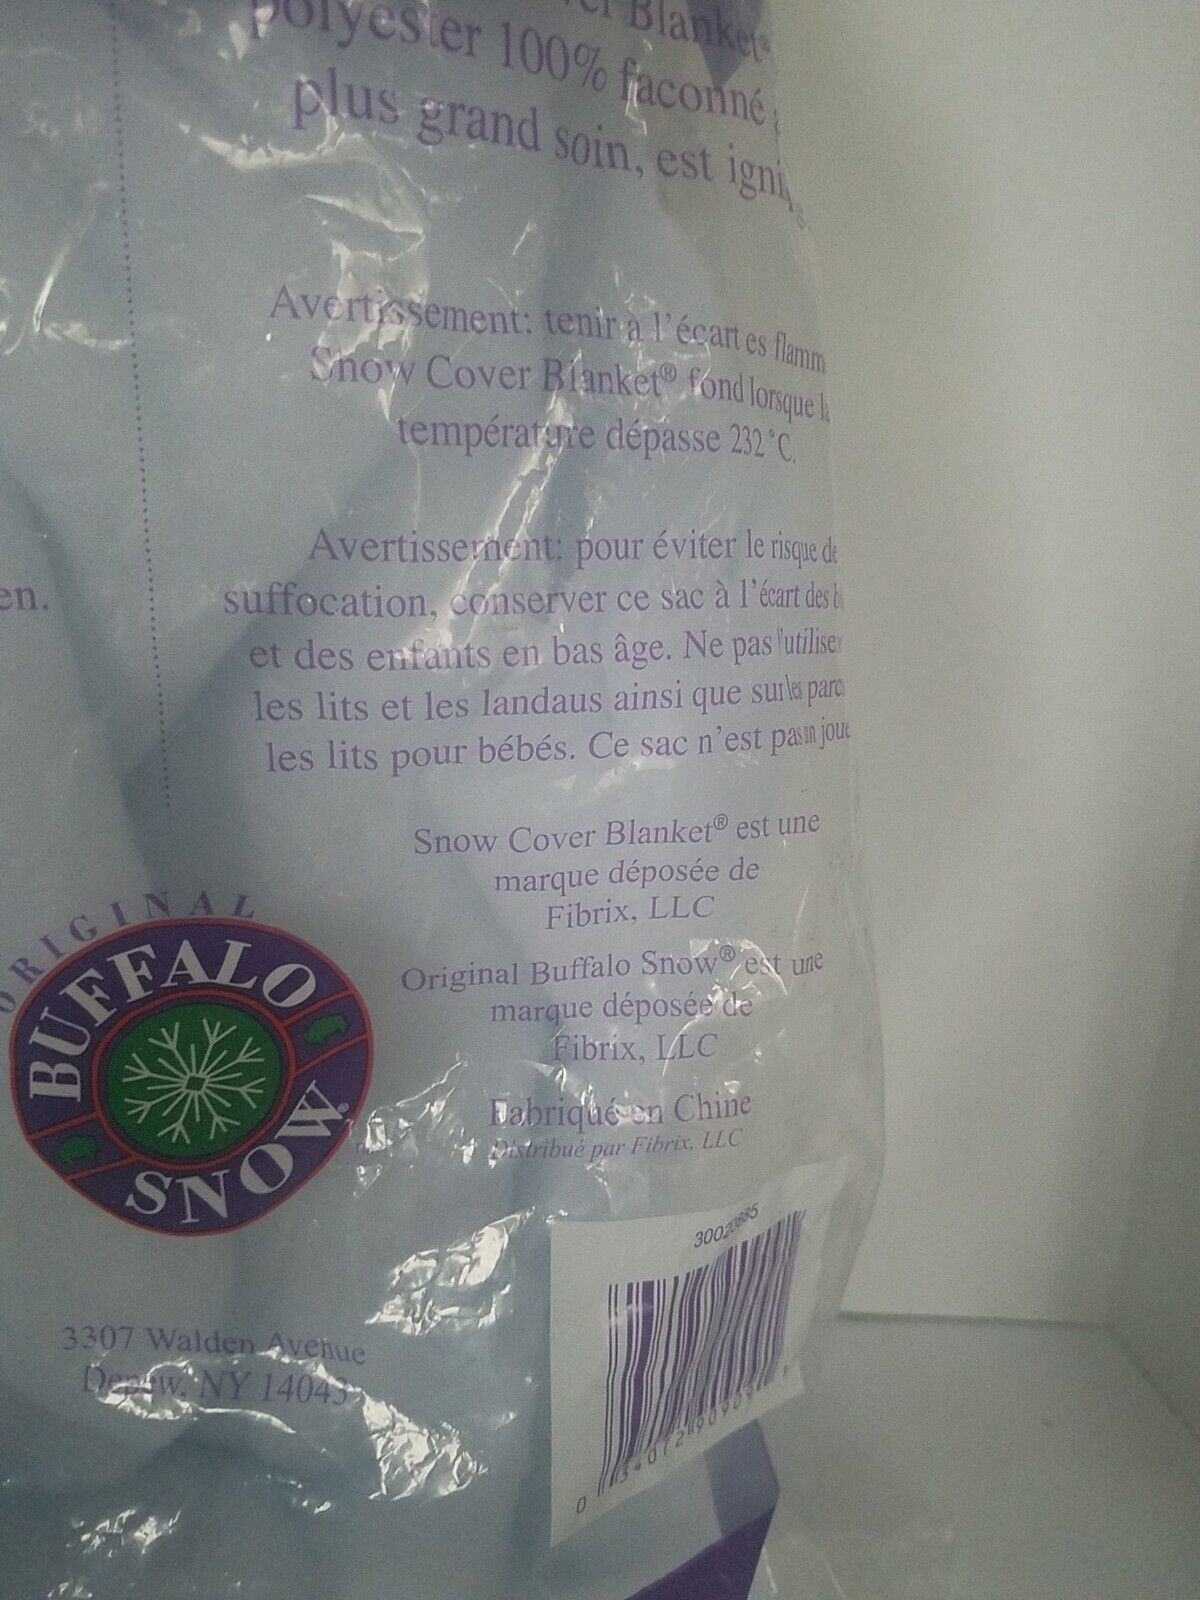 Blanket®
polyester 100% faconné
plus grand soin, est
Avertissement: tenir à l'écart es flamm
Snow Cover Blanket® fond lorsque
température dépasse 232°C.
en.
Avertissement: pour éviter le risque de
suffocation, conserver ce sac à l'écart des
et des enfants en bas âge. Ne pas l'utilise
les lits et les landaus ainsi que sur les parc
les lits pour bébés. Ce sac n'est pas un joue
Snow Cover Blanket® est une
marque déposée de
Fibrix, LLC
Original Buffalo Snow® est une
marque déposée de
Fibrix, LLC
Fabriqué en Chine
Distribué par Fibrix, LLC
ORIGINAL
BUFFALO
SNOW®
3307 Walden Avenue
Depew, NY 14043
30020885